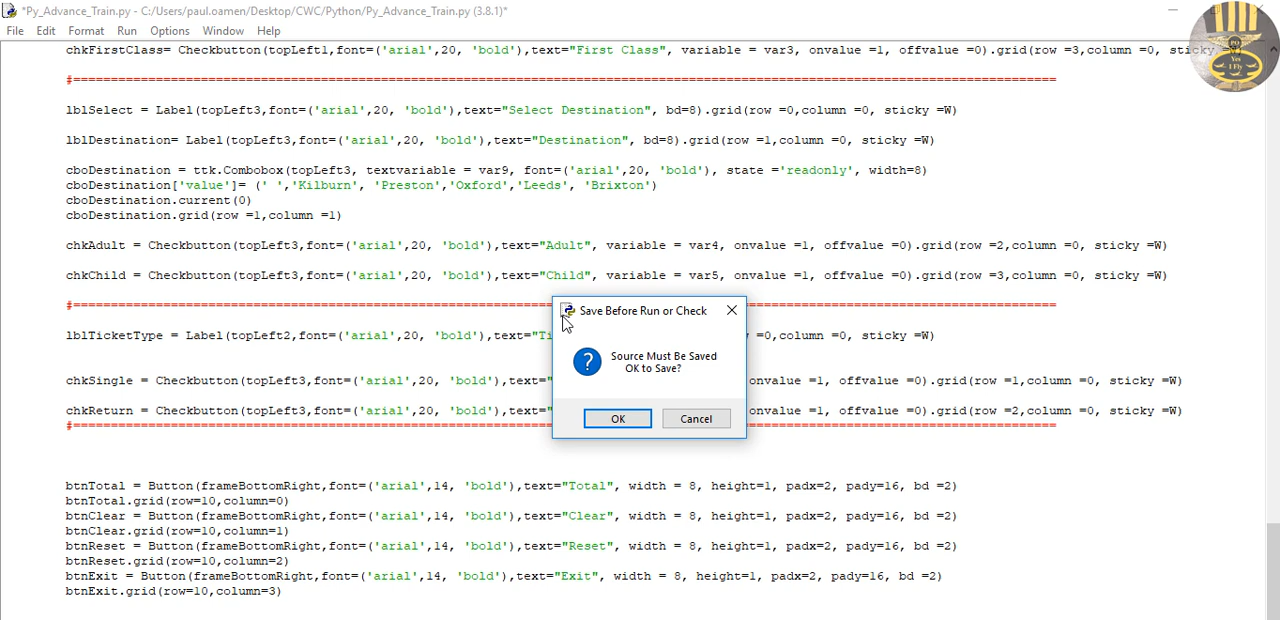 *Py_Advance_Train.py - C:/Users/paul.oamen/Desktop/CWC/Python/Py_Advance_Train.py (3.8.1)*
File Edit Format Run Options Window Help
chkFirstClass= Checkbutton(topLeft1,font=('arial',20, 'bold'),text="First Class", variable = var3, onvalue =1, offvalue =0).grid(row =3,column =0, sticky
Yes
I Fly
#==================================================================================================================================
lblSelect = Label(topLeft3,font=('arial',20, 'bold'),text="Select Destination", bd=8).grid(row =0,column =0, sticky =W)
lblDestination= Label(topLeft3,font=('arial',20, 'bold'),text="Destination", bd=8).grid(row =1,column =0, sticky =W)
cboDestination = ttk.Combobox(topLeft3, textvariable = var9, font=('arial',20, 'bold'), state ='readonly', width=8)
cboDestination['value']= (' ','Kilburn', 'Preston','Oxford','Leeds', 'Brixton')
cboDestination.current(0)
cboDestination.grid(row =1,column =1)
chkAdult = Checkbutton(topLeft3,font=('arial',20, 'bold'),text="Adult", variable = var4, onvalue =1, offvalue =0).grid(row =2,column =0, sticky =W)
chkChild = Checkbutton(topLeft3,font=('arial',20, 'bold'),text="Child", variable = var5, onvalue =1, offvalue =0).grid(row =3,column =0, sticky =W)
#==================================================================================================================================
lblTicketType = Label(topLeft2,font=('arial',20, 'bold'),text="Ti =0,column =0, sticky =W)
chkSingle = Checkbutton(topLeft3,font=('arial',20, 'bold'),text=" onvalue =1, offvalue =0).grid(row =1,column =0, sticky =W)
chkReturn = Checkbutton(topLeft3,font=('arial',20, 'bold'),text=" onvalue =1, offvalue =0).grid(row =2,column =0, sticky =W)
#==================================================================================================================================
Save Before Run or Check
Source Must Be Saved
OK to Save?
OK Cancel
btnTotal = Button(frameBottomRight,font=('arial',14, 'bold'),text="Total", width = 8, height=1, padx=2, pady=16, bd =2)
btnTotal.grid(row=10,column=0)
btnClear = Button(frameBottomRight,font=('arial',14, 'bold'),text="Clear", width = 8, height=1, padx=2, pady=16, bd =2)
btnClear.grid(row=10,column=1)
btnReset = Button(frameBottomRight,font=('arial',14, 'bold'),text="Reset", width = 8, height=1, padx=2, pady=16, bd =2)
btnReset.grid(row=10,column=2)
btnExit = Button(frameBottomRight,font=('arial',14, 'bold'),text="Exit", width = 8, height=1, padx=2, pady=16, bd =2)
btnExit.grid(row=10,column=3)